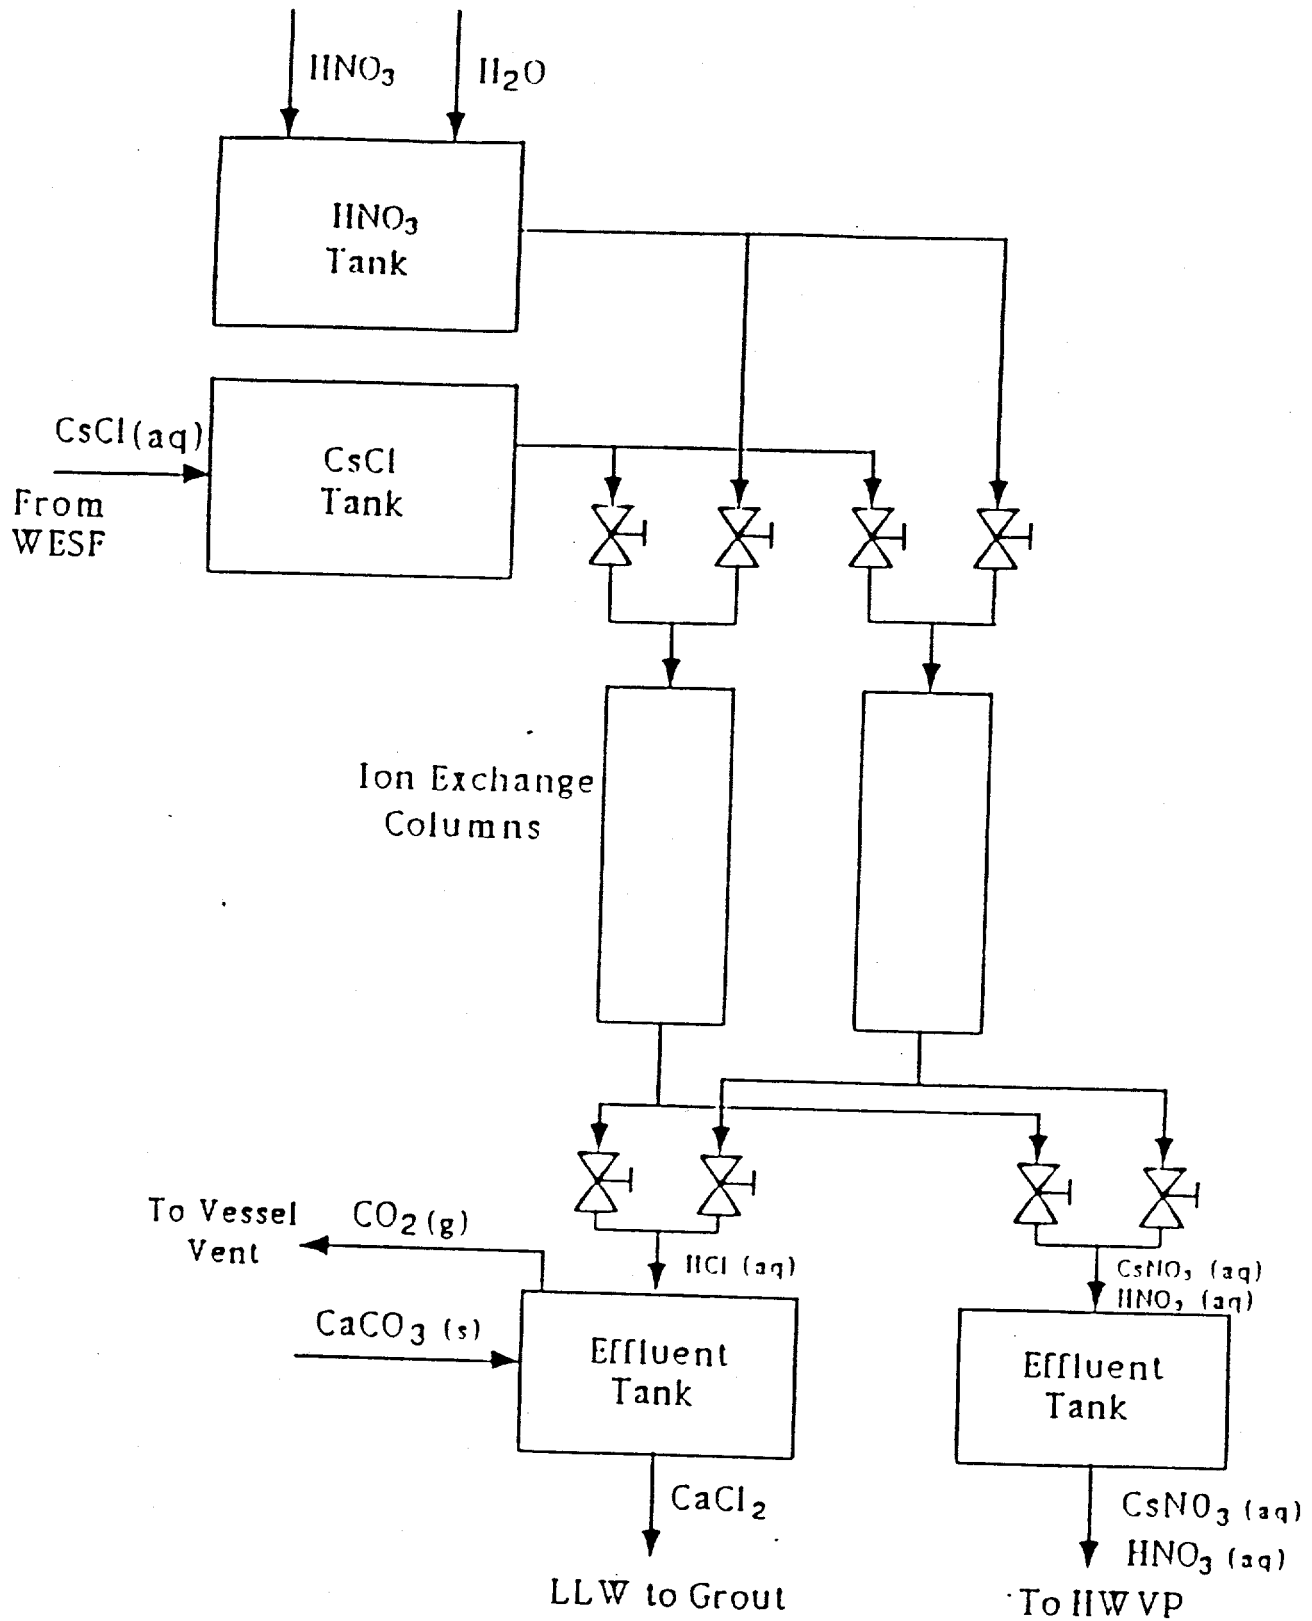 HNO3
H2O
HNO3
Tank
CsCl (aq)
From
WESF
CsCl
Tank
Ion Exchange
Columns
To Vessel
Vent
CO2 (g)
HCl (aq)
CsNO3 (aq)
HNO3 (aq)
CaCO3 (s)
Effluent
Tank
Effluent
Tank
CaCl2
CsNO3 (aq)
HNO3 (aq)
LLW to Grout
To HWVP